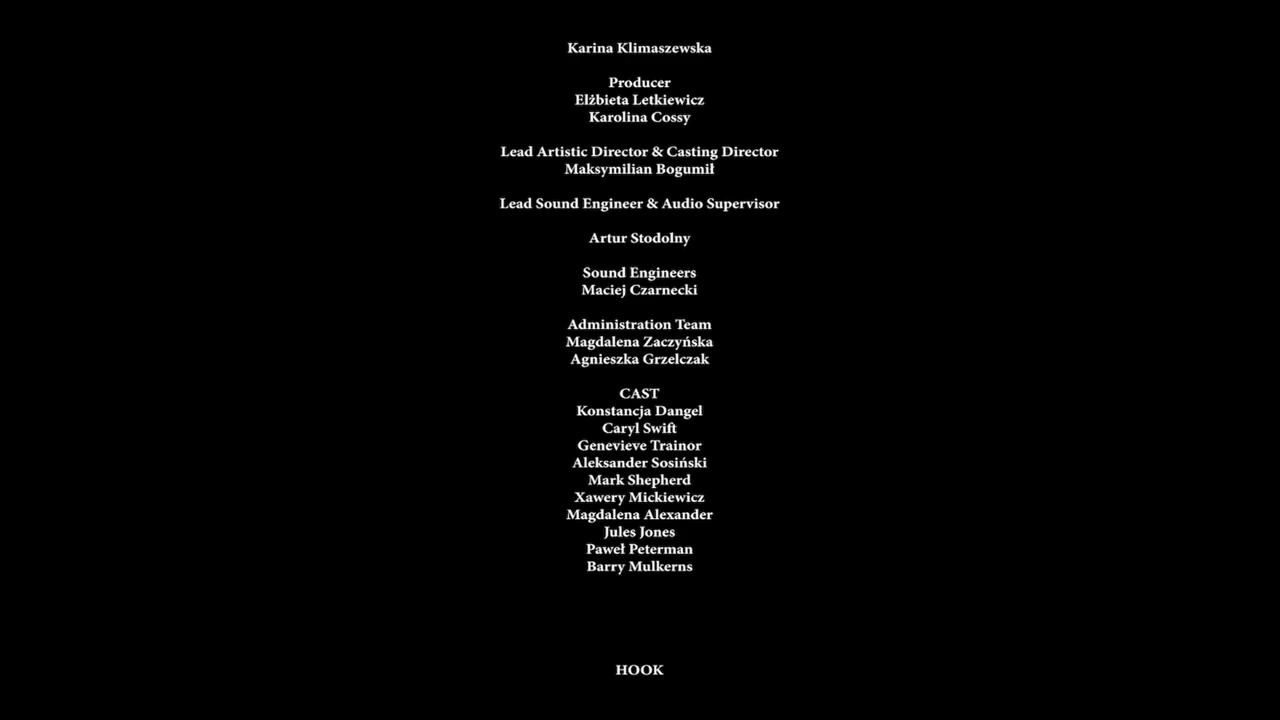 Karina Klimaszewska
Producer
Elżbieta Letkiewicz
Karolina Cossy
Lead Artistic Director & Casting Director
Maksymilian Bogumił
Lead Sound Engineer & Audio Supervisor
Artur Stodolny
Sound Engineers
Maciej Czarnecki
Administration Team
Magdalena Zaczyńska
Agnieszka Grzelczak
CAST
Konstancja Dangel
Caryl Swift
Genevieve Trainor
Aleksander Sosiński
Mark Shepherd
Xawery Mickiewicz
Magdalena Alexander
Jules Jones
Paweł Peterman
Barry Mulkerns
HOOK